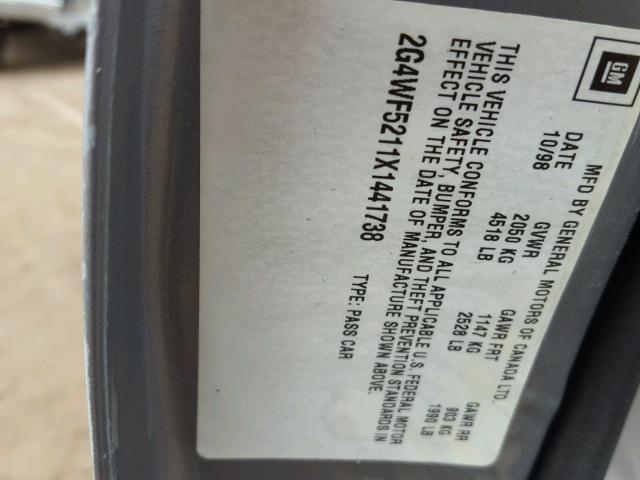 GM
MFD BY GENERAL MOTORS OF CANADA LTD.
DATE GVWR GAWR FRT GAWR RR
10/98 2050 KG 1147 KG 903 KG
4518 LB 2528 LB 1990 LB
THIS VEHICLE CONFORMS TO ALL APPLICABLE U.S. FEDERAL MOTOR
VEHICLE SAFETY, BUMPER, AND THEFT PREVENTION STANDARDS IN
EFFECT ON THE DATE OF MANUFACTURE SHOWN ABOVE.
2G4WF5211X1441738 TYPE: PASS CAR